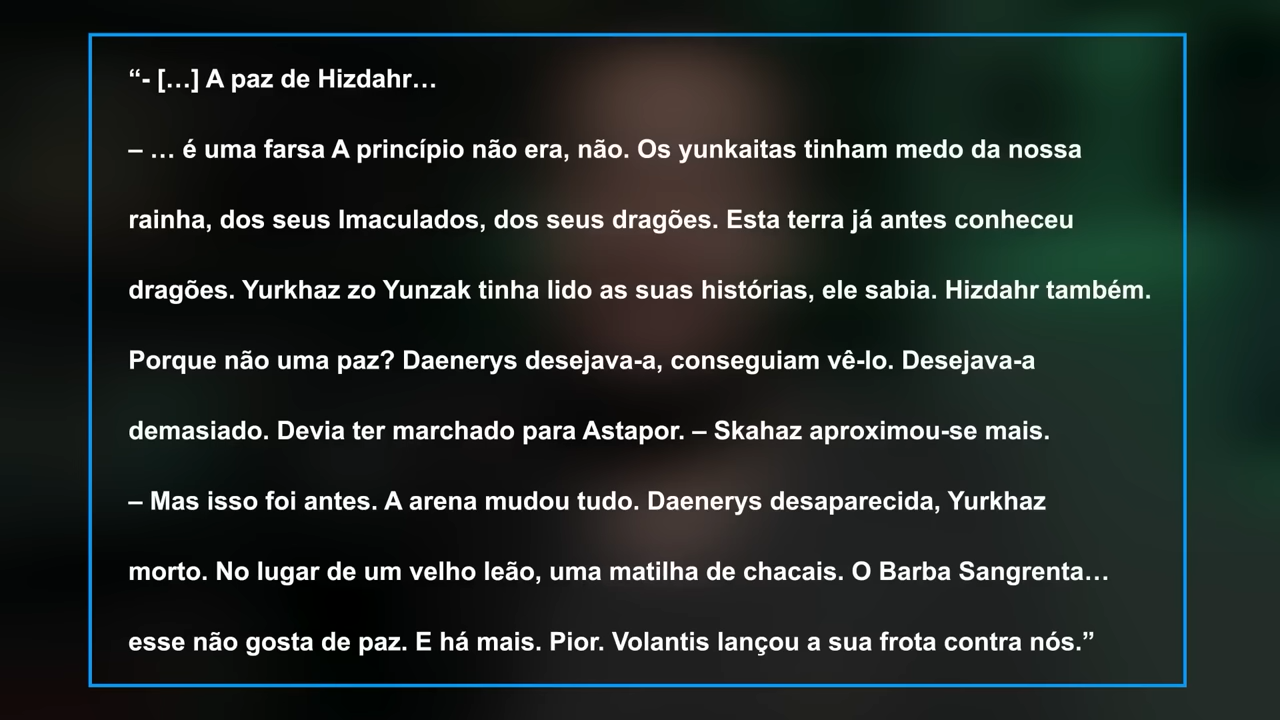 “- […] A paz de Hizdahr…
– … é uma farsa A princípio não era, não. Os yunkaitas tinham medo da nossa
rainha, dos seus Imaculados, dos seus dragões. Esta terra já antes conheceu
dragões. Yurkhaz zo Yunzak tinha lido as suas histórias, ele sabia. Hizdahr também.
Porque não uma paz? Daenerys desejava-a, conseguiam vê-lo. Desejava-a
demasiado. Devia ter marchado para Astapor. – Skahaz aproximou-se mais.
– Mas isso foi antes. A arena mudou tudo. Daenerys desaparecida, Yurkhaz
morto. No lugar de um velho leão, uma matilha de chacais. O Barba Sangrenta…
esse não gosta de paz. E há mais. Pior. Volantis lançou a sua frota contra nós.”